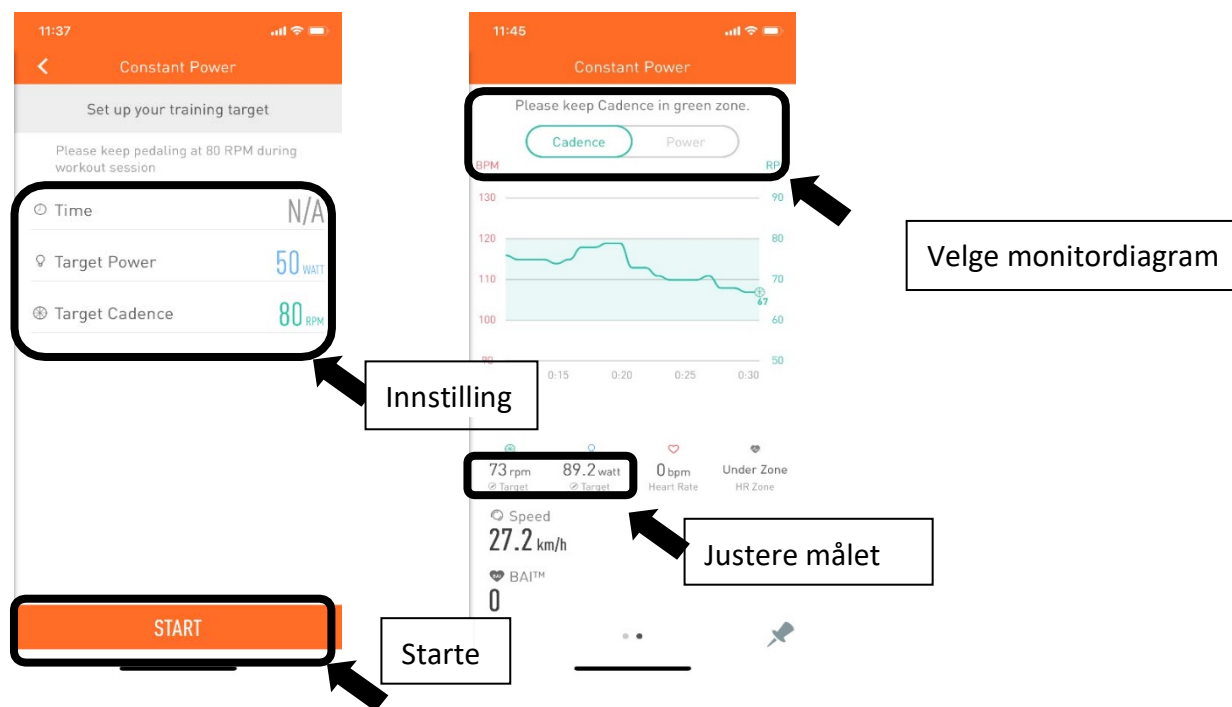 11:37
Constant Power
Set up your training target
Please keep pedaling at 80 RPM during
workout session
Time N/A
Target Power 50 WATT
Target Cadence 80 RPM
Innstilling
START
Starte
11:45
Constant Power
Please keep Cadence in green zone.
Cadence Power
BPM RP
Velge monitordiagram
130 90
120 80
110 70
67
100 60
90 50
0:15 0:20 0:25 0:30
73 rpm 89.2 watt 0 bpm Under Zone
Target Target Heart Rate HR Zone
Justere målet
Speed
27.2 km/h
BAI™
0